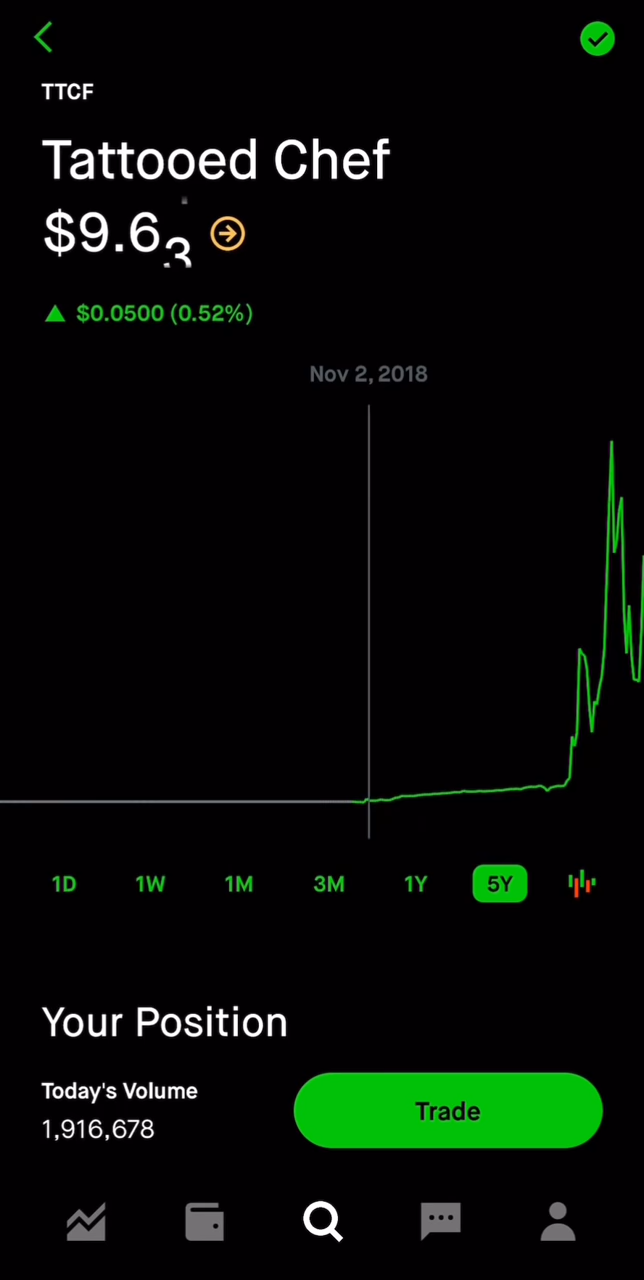 TTCF
Tattooed Chef
$9.63
$0.0500 (0.52%)
Nov 2, 2018
1D 1W 1M 3M 1Y 5Y
Your Position
Today's Volume
1,916,678
Trade